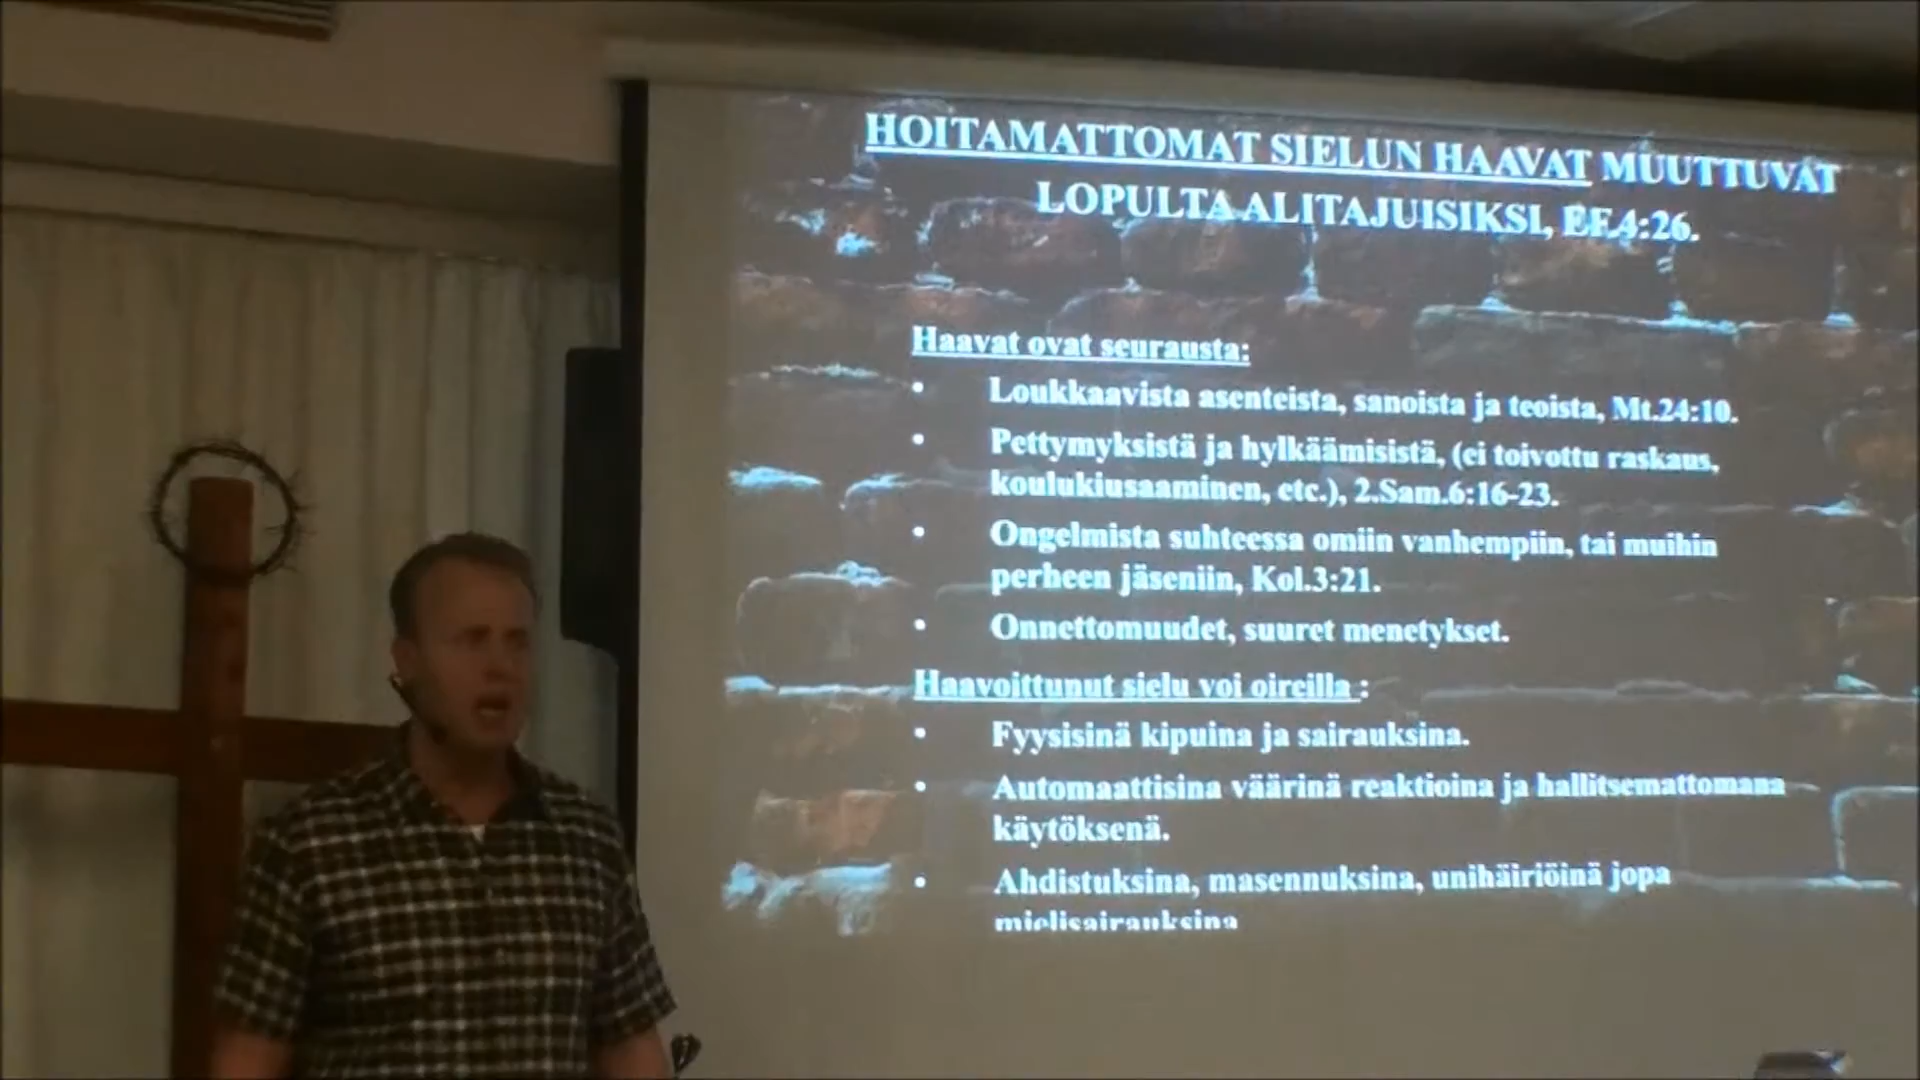 HOITAMATTOMAT SIELUN HAAVAT MUUTTUVAT
LOPULTA ALITAJUISIKSI, EF.4:26.
Haavat ovat seurausta:
• Loukkaavista asenteista, sanoista ja teoista, Mt.24:10.
• Pettymyksistä ja hylkäämisistä, (ei toivottu raskaus,
koulukiusaaminen, etc.), 2.Sam.6:16-23.
• Ongelmista suhteessa omiin vanhempiin, tai muihin
perheen jäseniin, Kol.3:21.
• Onnettomuudet, suuret menetykset.
Haavoittunut sielu voi oireilla :
• Fyysisinä kipuina ja sairauksina.
• Automaattisina väärinä reaktioina ja hallitsemattomana
käytöksenä.
• Ahdistuksina, masennuksina, unihäiriöinä jopa
mielisairauksina